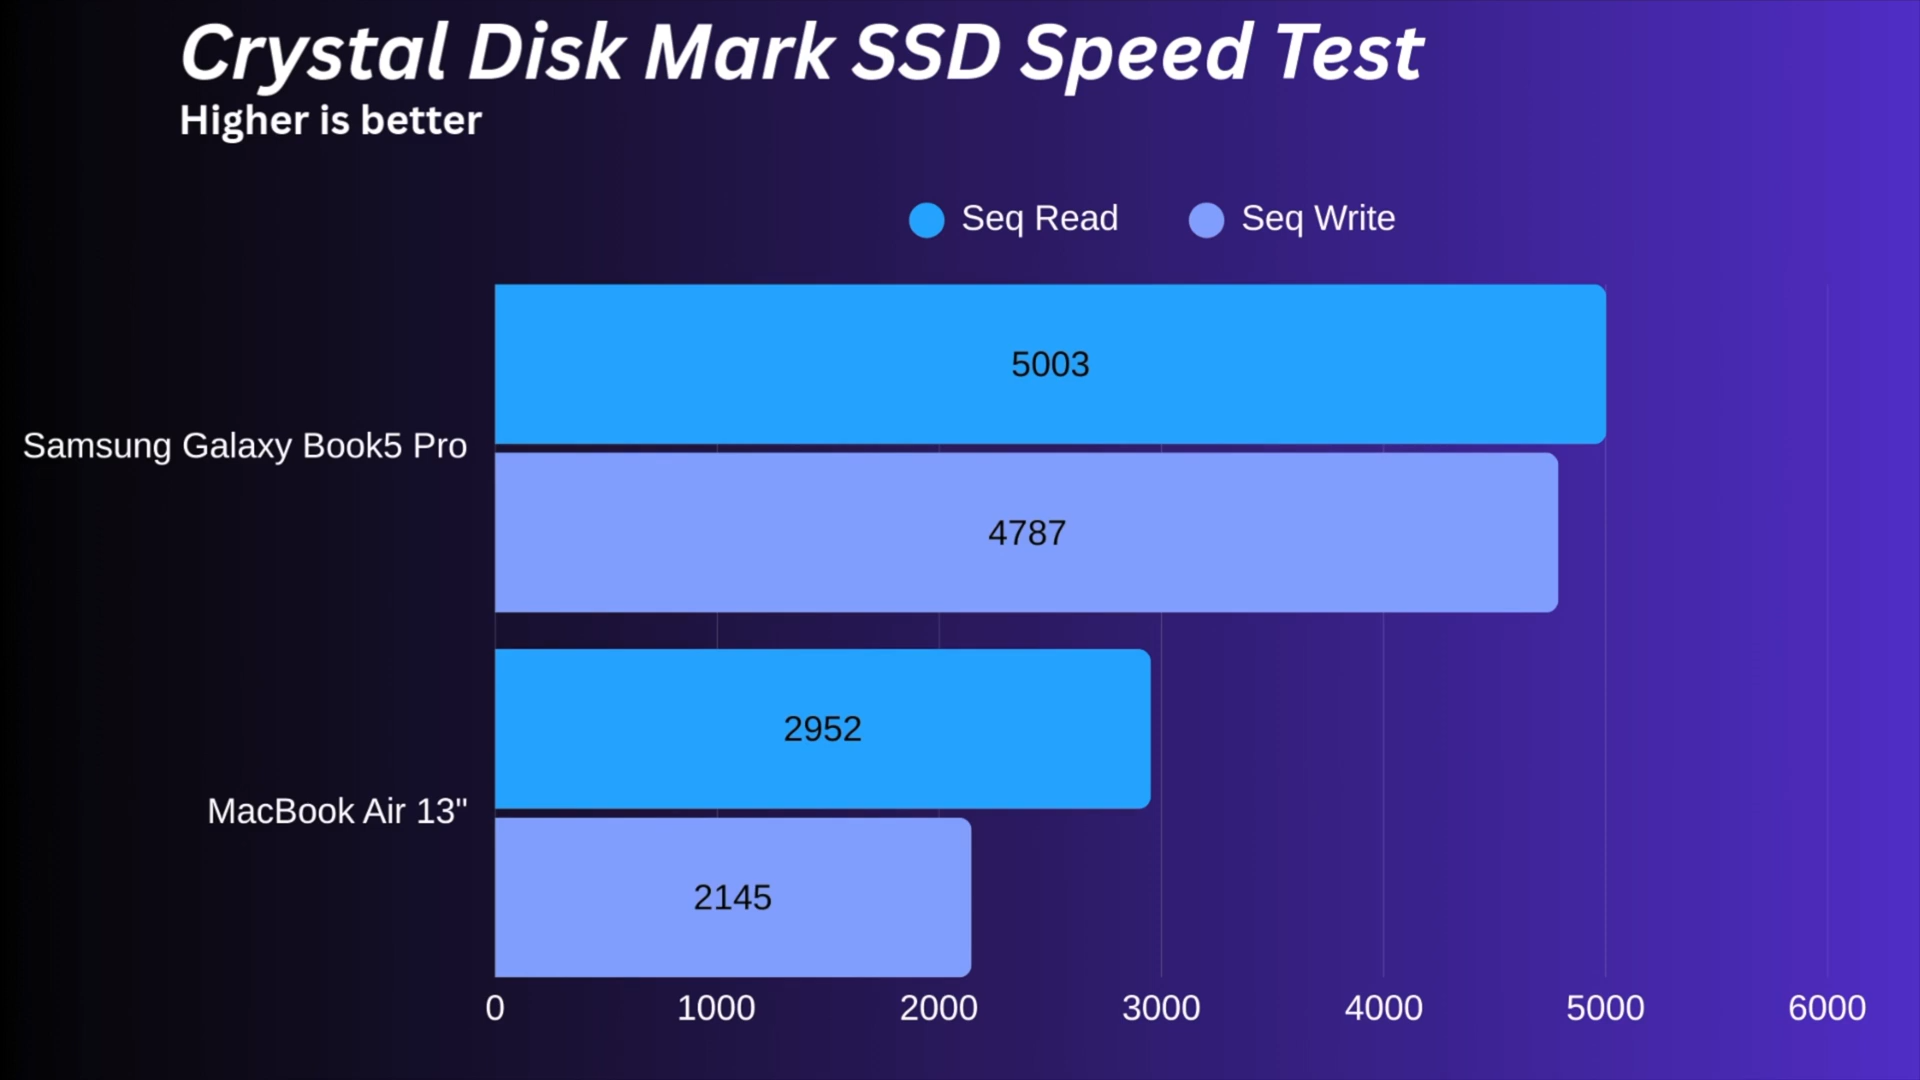 Crystal Disk Mark SSD Speed Test
Higher is better
Seq Read
Seq Write
5003
Samsung Galaxy Book5 Pro
4787
2952
MacBook Air 13"
2145
0 1000 2000 3000 4000 5000 6000